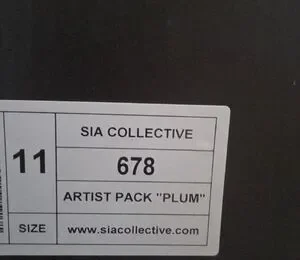 SIA COLLECTIVE
11
678
ARTIST PACK "PLUM"
SIZE
www.siacollective.com